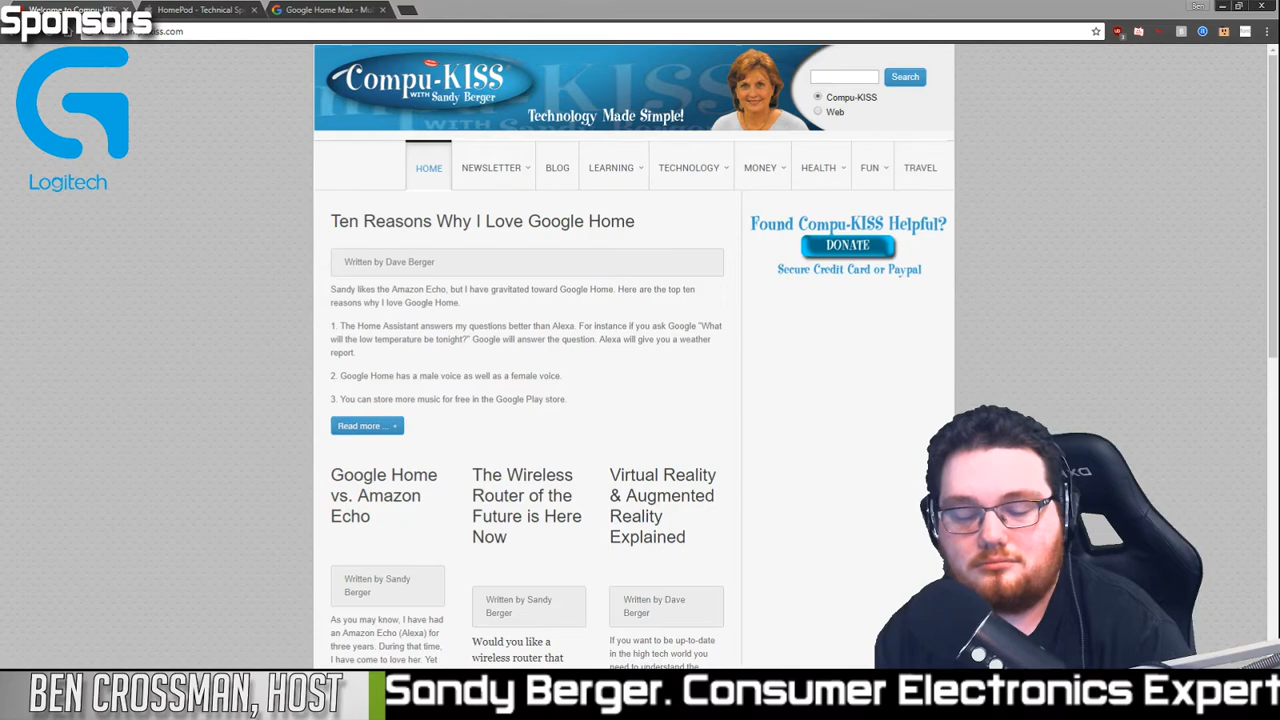 Sponsors
Welcome to Compu-KISS
HomePod - Technical Sp
Google Home Max - Mu
Ben
Logitech
Compu-KISS
WITH Sandy Berger
Technology Made Simple!
Search
Compu-KISS
Web
HOME
NEWSLETTER
BLOG
LEARNING
TECHNOLOGY
MONEY
HEALTH
FUN
TRAVEL
Ten Reasons Why I Love Google Home
Written by Dave Berger
Sandy likes the Amazon Echo, but I have gravitated toward Google Home. Here are the top ten
reasons why I love Google Home.
1. The Home Assistant answers my questions better than Alexa. For instance if you ask Google "What
will the low temperature be tonight?" Google will answer the question. Alexa will give you a weather
report.
2. Google Home has a male voice as well as a female voice.
3. You can store more music for free in the Google Play store.
Read more ...
Found Compu-KISS Helpful?
DONATE
Secure Credit Card or Paypal
Google Home
vs. Amazon
Echo
Written by Sandy
Berger
As you may know, I have had
an Amazon Echo (Alexa) for
three years. During that time,
I have come to love her. Yet
The Wireless
Router of the
Future is Here
Now
Written by Sandy
Berger
Would you like a
wireless router that
Virtual Reality
& Augmented
Reality
Explained
Written by Dave
Berger
If you want to be up-to-date
in the high tech world you
need to understand the
BEN CROSSMAN, HOST
Sandy Berger. Consumer Electronics Expert